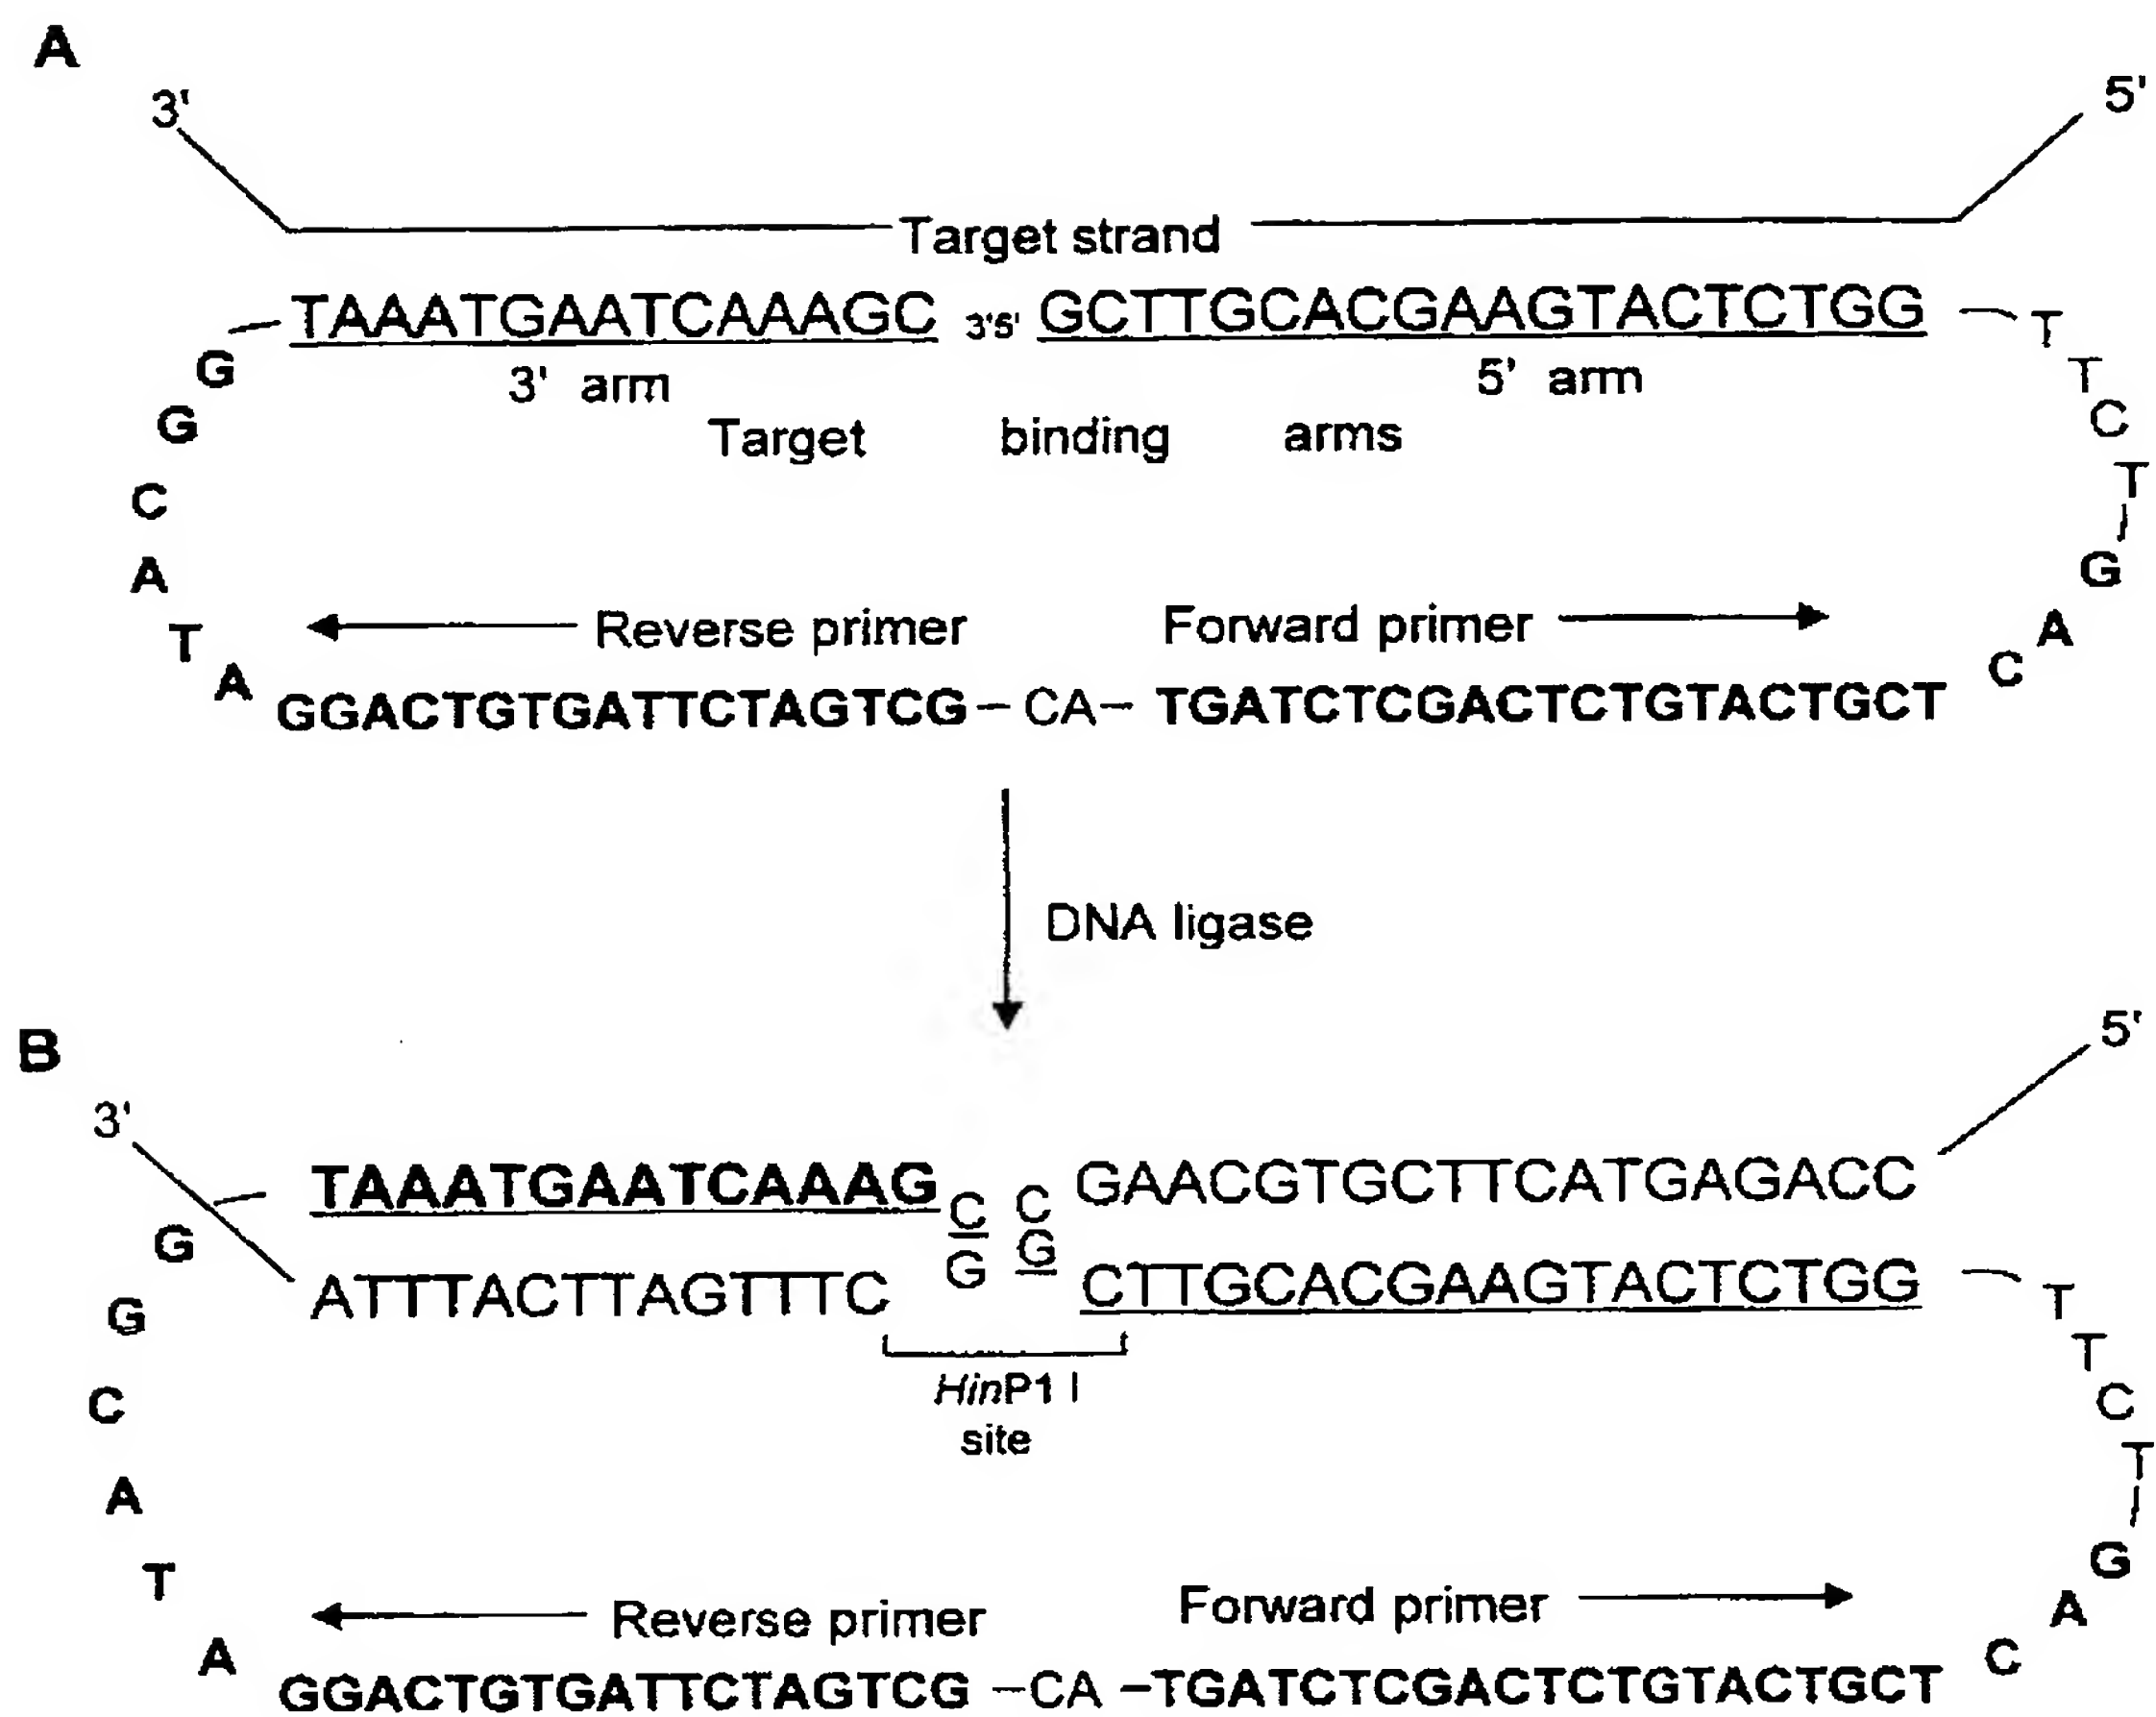 A
3' 5'
Target strand
TAAATGAATCAAAGC 3'5' GCTTGCACGAAGTACTCTGG
3' arm 5' arm
Target binding arms
G
G
C
A
T
A
T
T
C
T
G
A
C
Reverse primer Forward primer
GGACTGTGATTCTAGTCG – CA – TGATCTCGACTCTGTACTGCT
DNA ligase
B
3' 5'
TAAATGAATCAAAG C C GAACGTGCTTCATGAGACC
ATTTACTTAGTTTC G G CTTGCACGAAGTACTCTGG
HinP1 I
site
G
G
C
A
T
A
T
T
C
T
G
A
C
Reverse primer Forward primer
GGACTGTGATTCTAGTCG –CA –TGATCTCGACTCTGTACTGCT